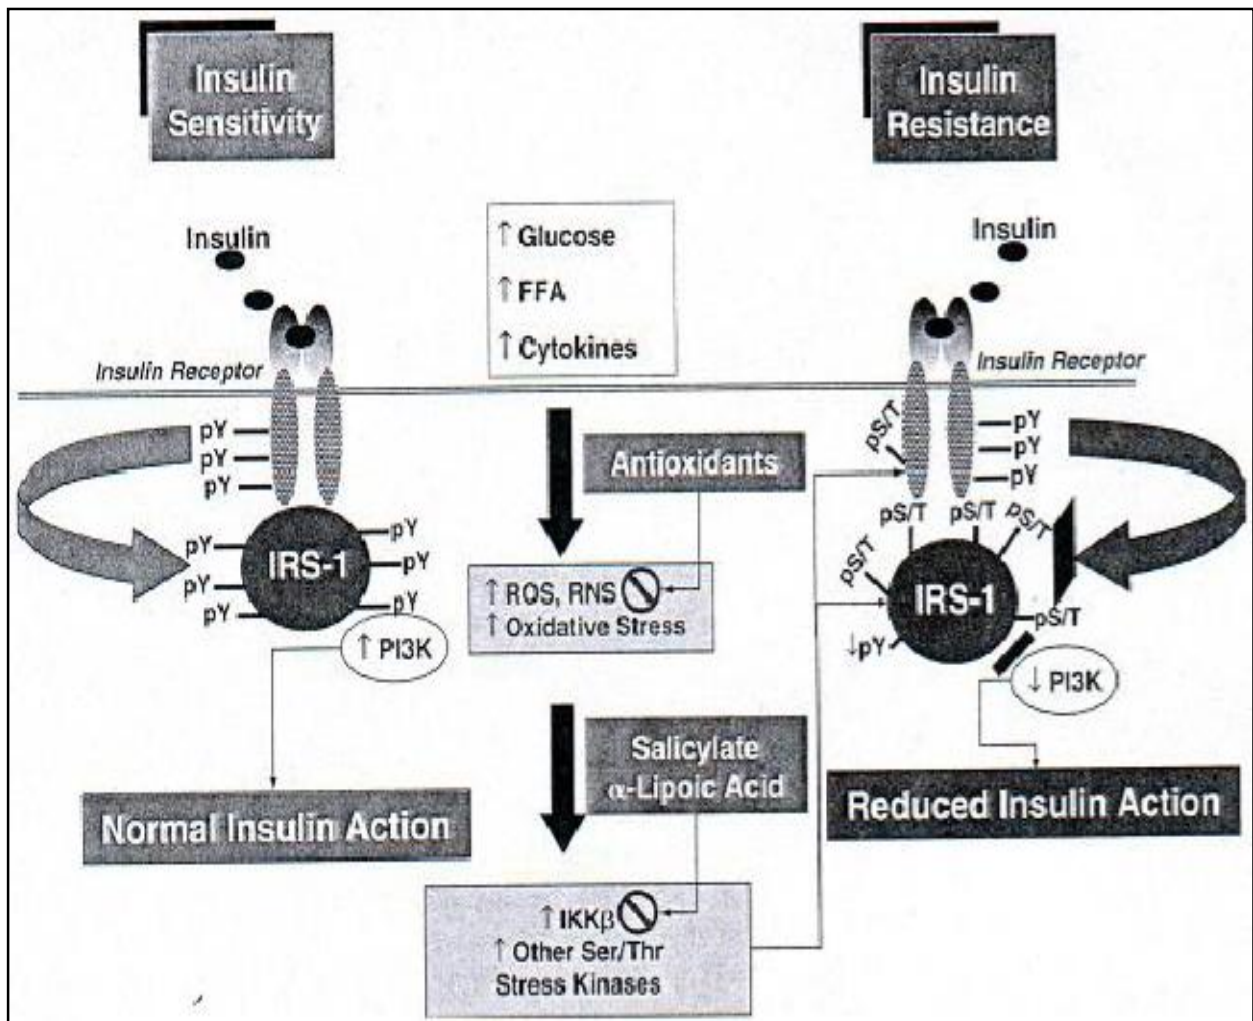 Insulin
Sensitivity
Insulin
Resistance
Insulin
↑ Glucose
↑ FFA
↑ Cytokines
Insulin
Insulin Receptor
Insulin Receptor
pY
pY
pY
pY
pY
pY
IRS-1
pY
pY
pY
↑ PI3K
Normal Insulin Action
Antioxidants
↑ ROS, RNS
↑ Oxidative Stress
Salicylate
α-Lipoic Acid
↑ IKKβ
↑ Other Ser/Thr
Stress Kinases
pS/T
pY
pY
pY
pS/T
pS/T
pS/T
pS/T
IRS-1
pS/T
↓pY
↓ PI3K
Reduced Insulin Action